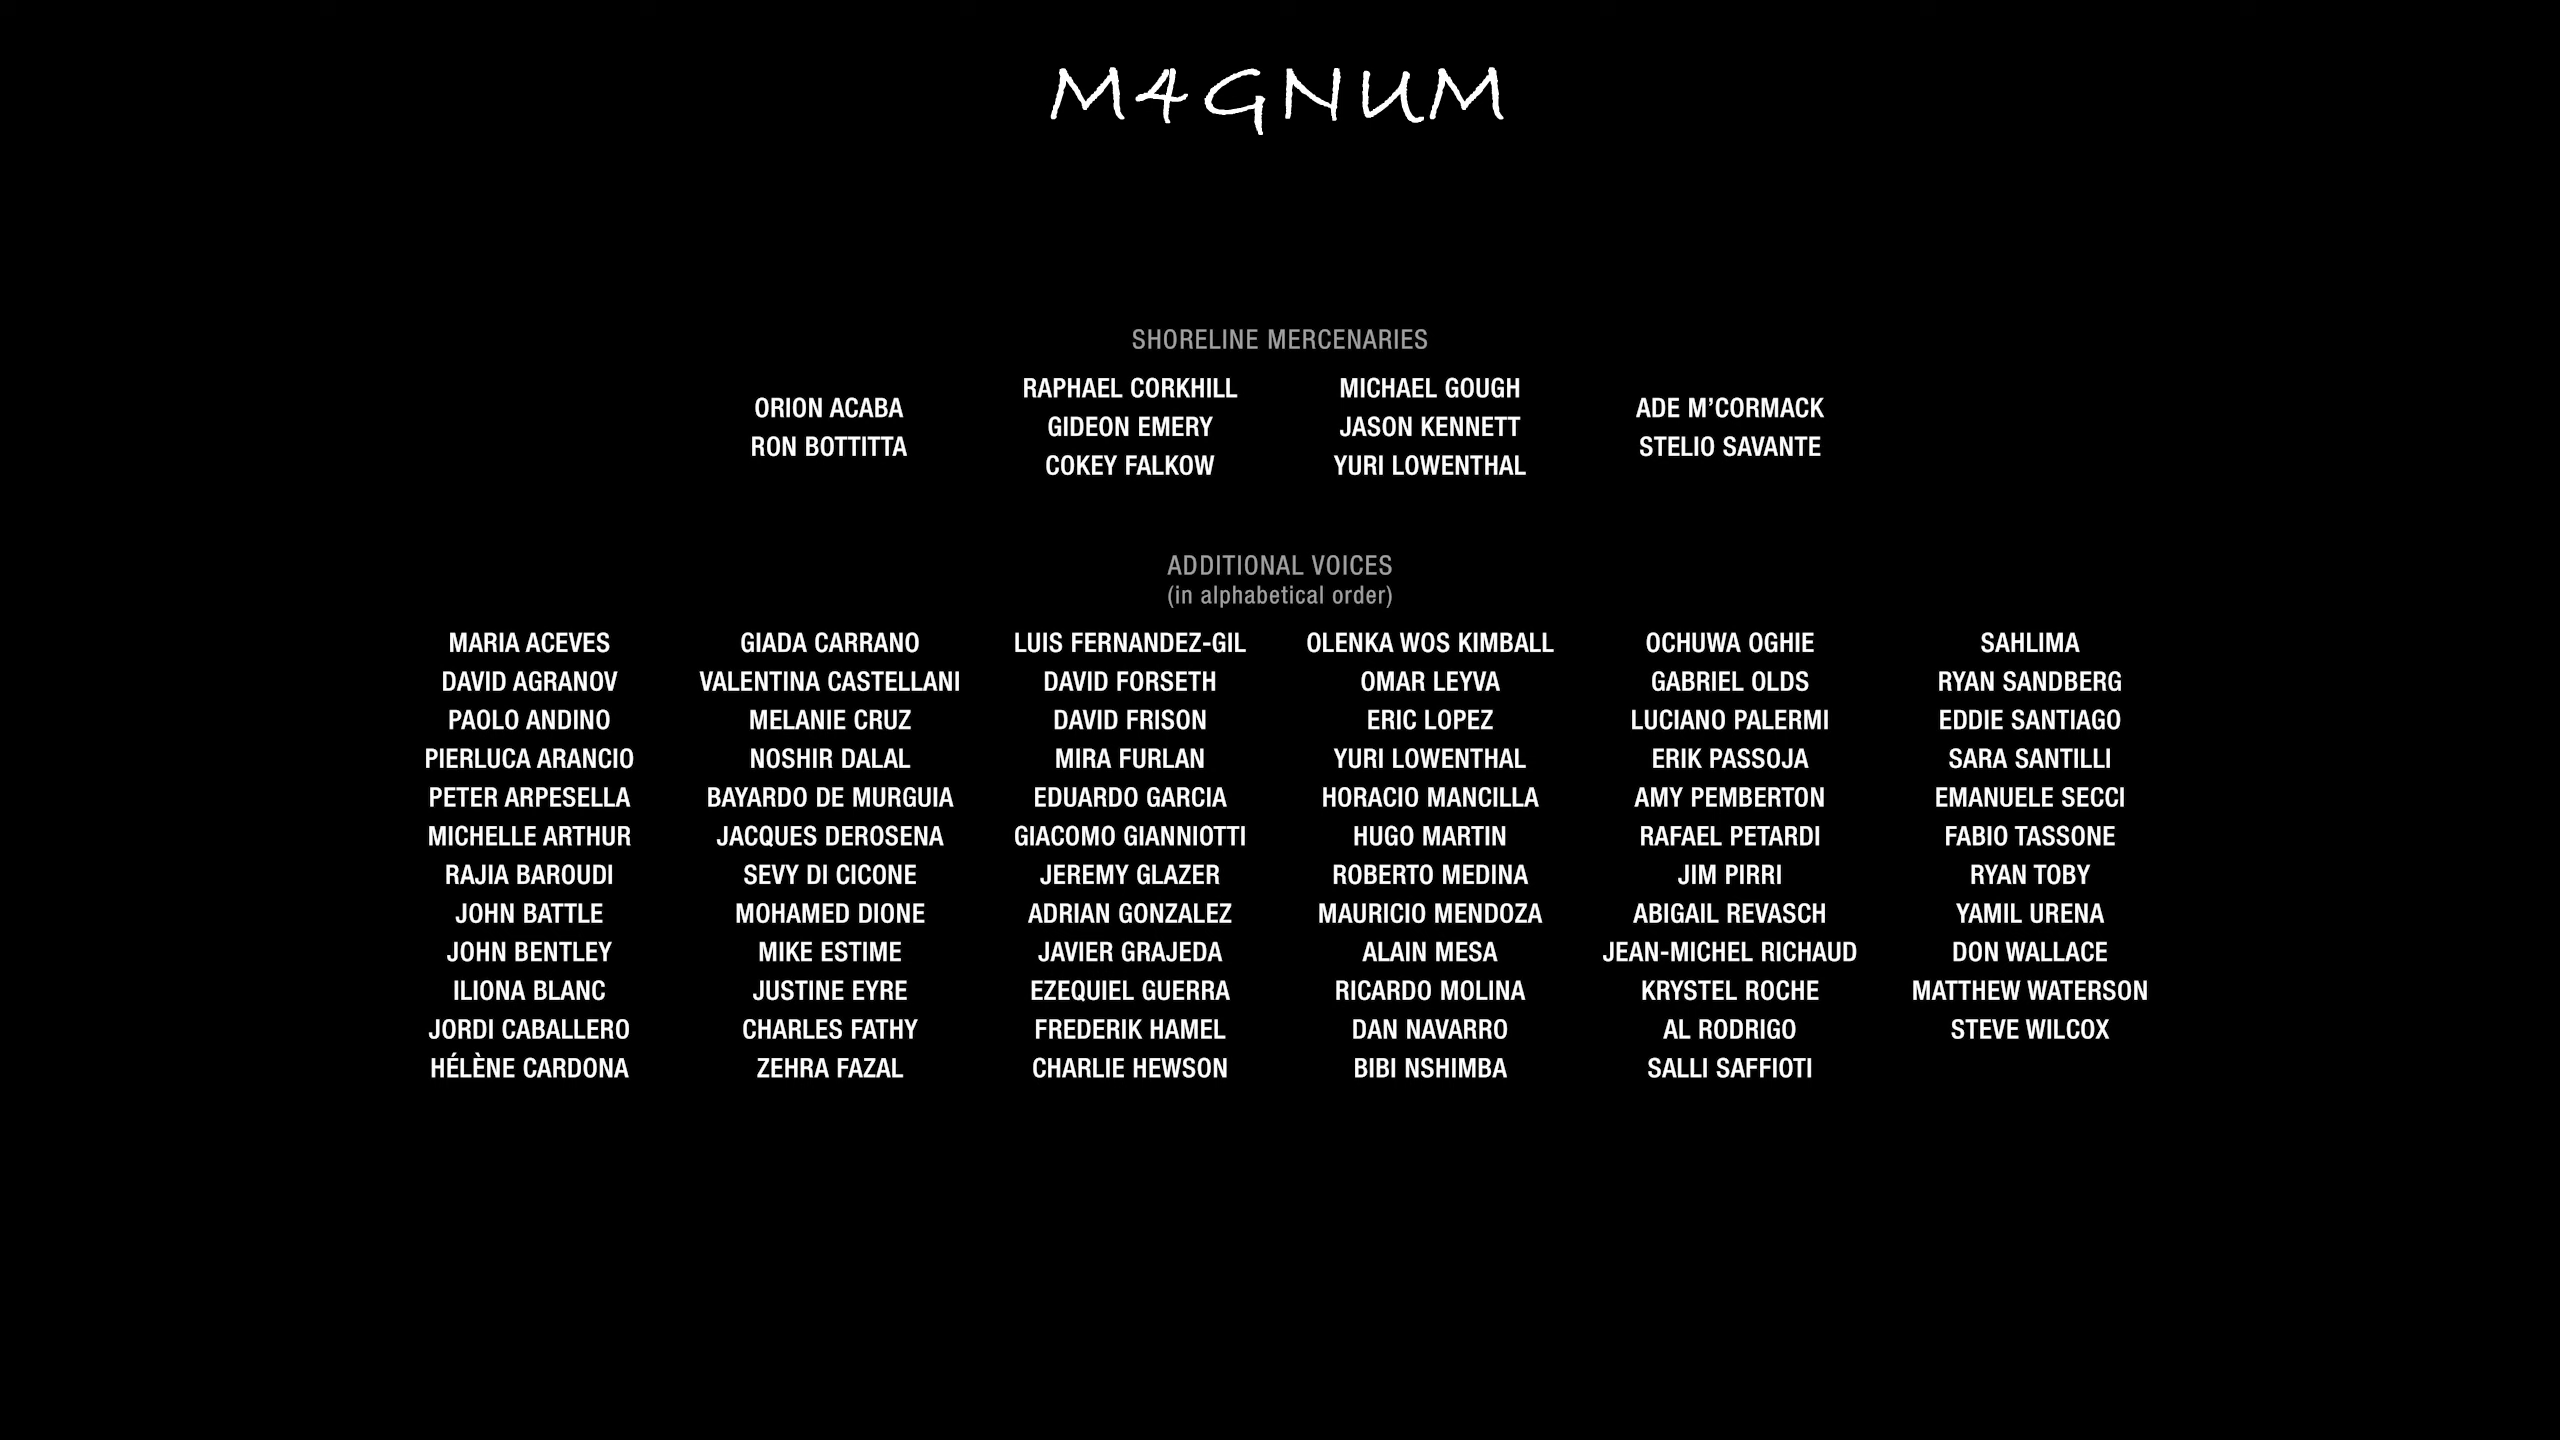 M4GNUM
SHORELINE MERCENARIES
ORION ACABA
RON BOTTITTA
RAPHAEL CORKHILL
GIDEON EMERY
COKEY FALKOW
MICHAEL GOUGH
JASON KENNETT
YURI LOWENTHAL
ADE M’CORMACK
STELIO SAVANTE
ADDITIONAL VOICES
(in alphabetical order)
MARIA ACEVES
DAVID AGRANOV
PAOLO ANDINO
PIERLUCA ARANCIO
PETER ARPESELLA
MICHELLE ARTHUR
RAJIA BAROUDI
JOHN BATTLE
JOHN BENTLEY
ILIONA BLANC
JORDI CABALLERO
HÉLÈNE CARDONA
GIADA CARRANO
VALENTINA CASTELLANI
MELANIE CRUZ
NOSHIR DALAL
BAYARDO DE MURGUIA
JACQUES DEROSENA
SEVY DI CICONE
MOHAMED DIONE
MIKE ESTIME
JUSTINE EYRE
CHARLES FATHY
ZEHRA FAZAL
LUIS FERNANDEZ-GIL
DAVID FORSETH
DAVID FRISON
MIRA FURLAN
EDUARDO GARCIA
GIACOMO GIANNIOTTI
JEREMY GLAZER
ADRIAN GONZALEZ
JAVIER GRAJEDA
EZEQUIEL GUERRA
FREDERIK HAMEL
CHARLIE HEWSON
OLENKA WOS KIMBALL
OMAR LEYVA
ERIC LOPEZ
YURI LOWENTHAL
HORACIO MANCILLA
HUGO MARTIN
ROBERTO MEDINA
MAURICIO MENDOZA
ALAIN MESA
RICARDO MOLINA
DAN NAVARRO
BIBI NSHIMBA
OCHUWA OGHIE
GABRIEL OLDS
LUCIANO PALERMI
ERIK PASSOJA
AMY PEMBERTON
RAFAEL PETARDI
JIM PIRRI
ABIGAIL REVASCH
JEAN-MICHEL RICHAUD
KRYSTEL ROCHE
AL RODRIGO
SALLI SAFFIOTI
SAHLIMA
RYAN SANDBERG
EDDIE SANTIAGO
SARA SANTILLI
EMANUELE SECCI
FABIO TASSONE
RYAN TOBY
YAMIL URENA
DON WALLACE
MATTHEW WATERSON
STEVE WILCOX